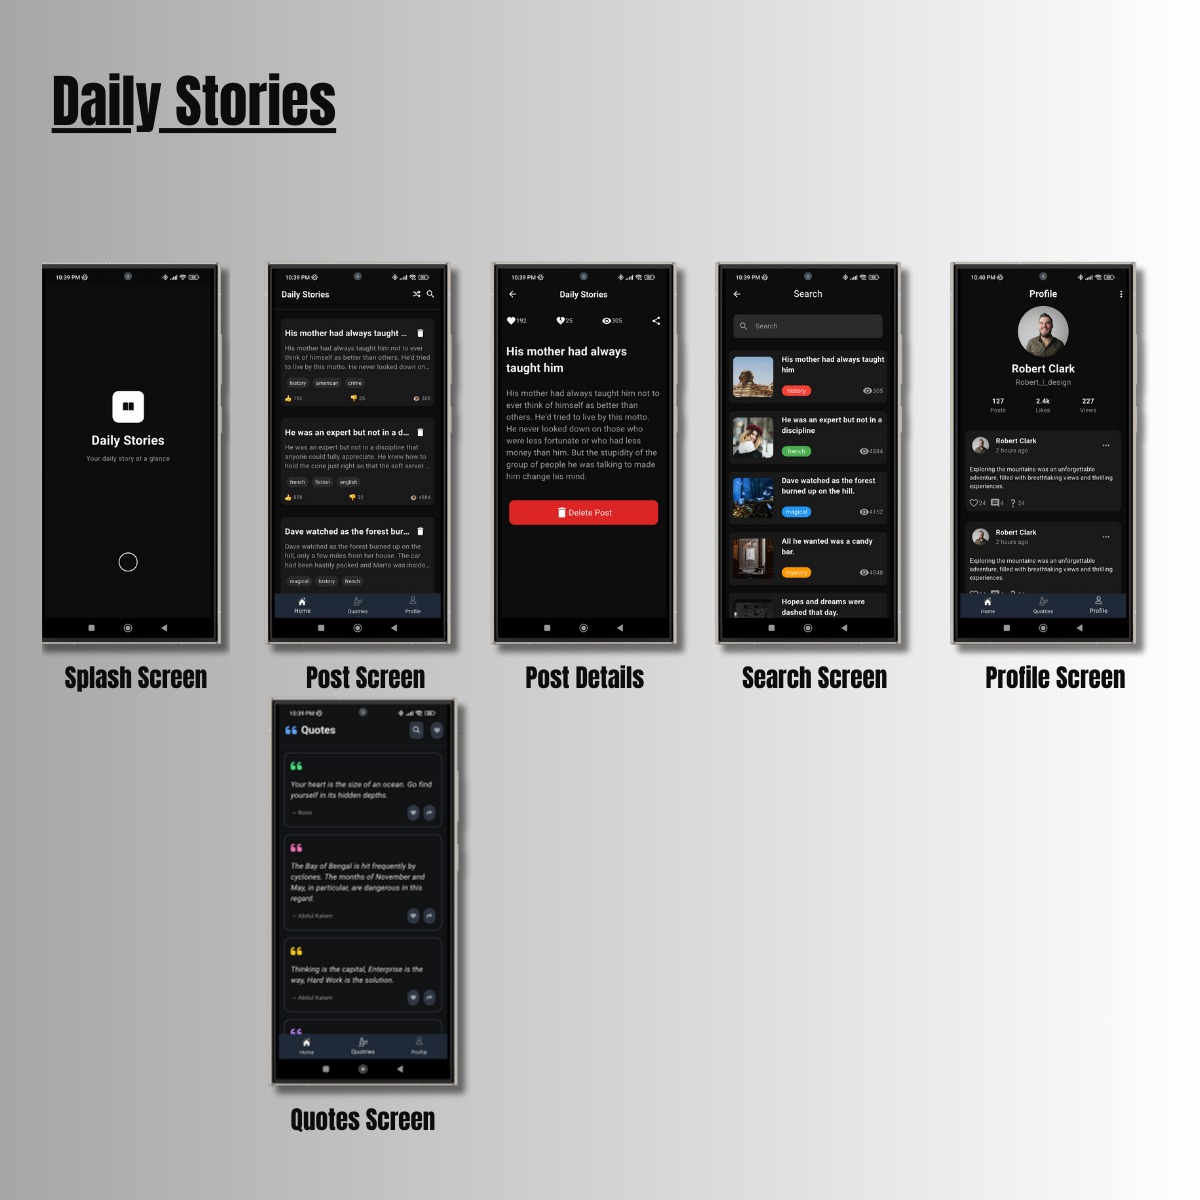 Daily Stories
10:39 PM
Daily Stories
Your daily story at a glance
Splash Screen
10:39 PM
Daily Stories
His mother had always taught ...
His mother had always taught him not to ever
think of himself as better than others. He'd tried
to live by this motto. He never looked down on...
history american crime
192 25 305
He was an expert but not in a d...
He was an expert but not in a discipline that
anyone could fully appreciate. He knew how to
hold the cone just right so that the soft server ...
french fiction english
859 32 4884
Dave watched as the forest bur...
Dave watched as the forest burned up on the
hill, only a few miles from her house. The car
had been hastily packed and Marta was inside...
magical history french
Home Quotries Profile
Post Screen
10:39 PM
Daily Stories
192 25 305
His mother had always
taught him
His mother had always taught him not to
ever think of himself as better than
others. He'd tried to live by this motto.
He never looked down on those who
were less fortunate or who had less
money than him. But the stupidity of the
group of people he was talking to made
him change his mind.
Delete Post
Post Details
10:39 PM
Search
Search
His mother had always taught
him
history 305
He was an expert but not in a
discipline
french 4884
Dave watched as the forest
burned up on the hill.
magical 4152
All he wanted was a candy
bar.
mystery 4548
Hopes and dreams were
dashed that day.
Search Screen
10:40 PM
Profile
Robert Clark
Robert_j_design
127 2.4k 227
Posts Likes Views
Robert Clark
2 hours ago
Exploring the mountains was an unforgettable
adventure, filled with breathtaking views and thrilling
experiences.
24 4 24
Robert Clark
2 hours ago
Exploring the mountains was an unforgettable
adventure, filled with breathtaking views and thrilling
experiences.
Home Quotries Profile
Profile Screen
10:39 PM
Quotes
Your heart is the size of an ocean. Go find
yourself in its hidden depths.
– Rumi
The Bay of Bengal is hit frequently by
cyclones. The months of November and
May, in particular, are dangerous in this
regard.
– Abdul Kalam
Thinking is the capital, Enterprise is the
way, Hard Work is the solution.
– Abdul Kalam
Home Quotries Profile
Quotes Screen